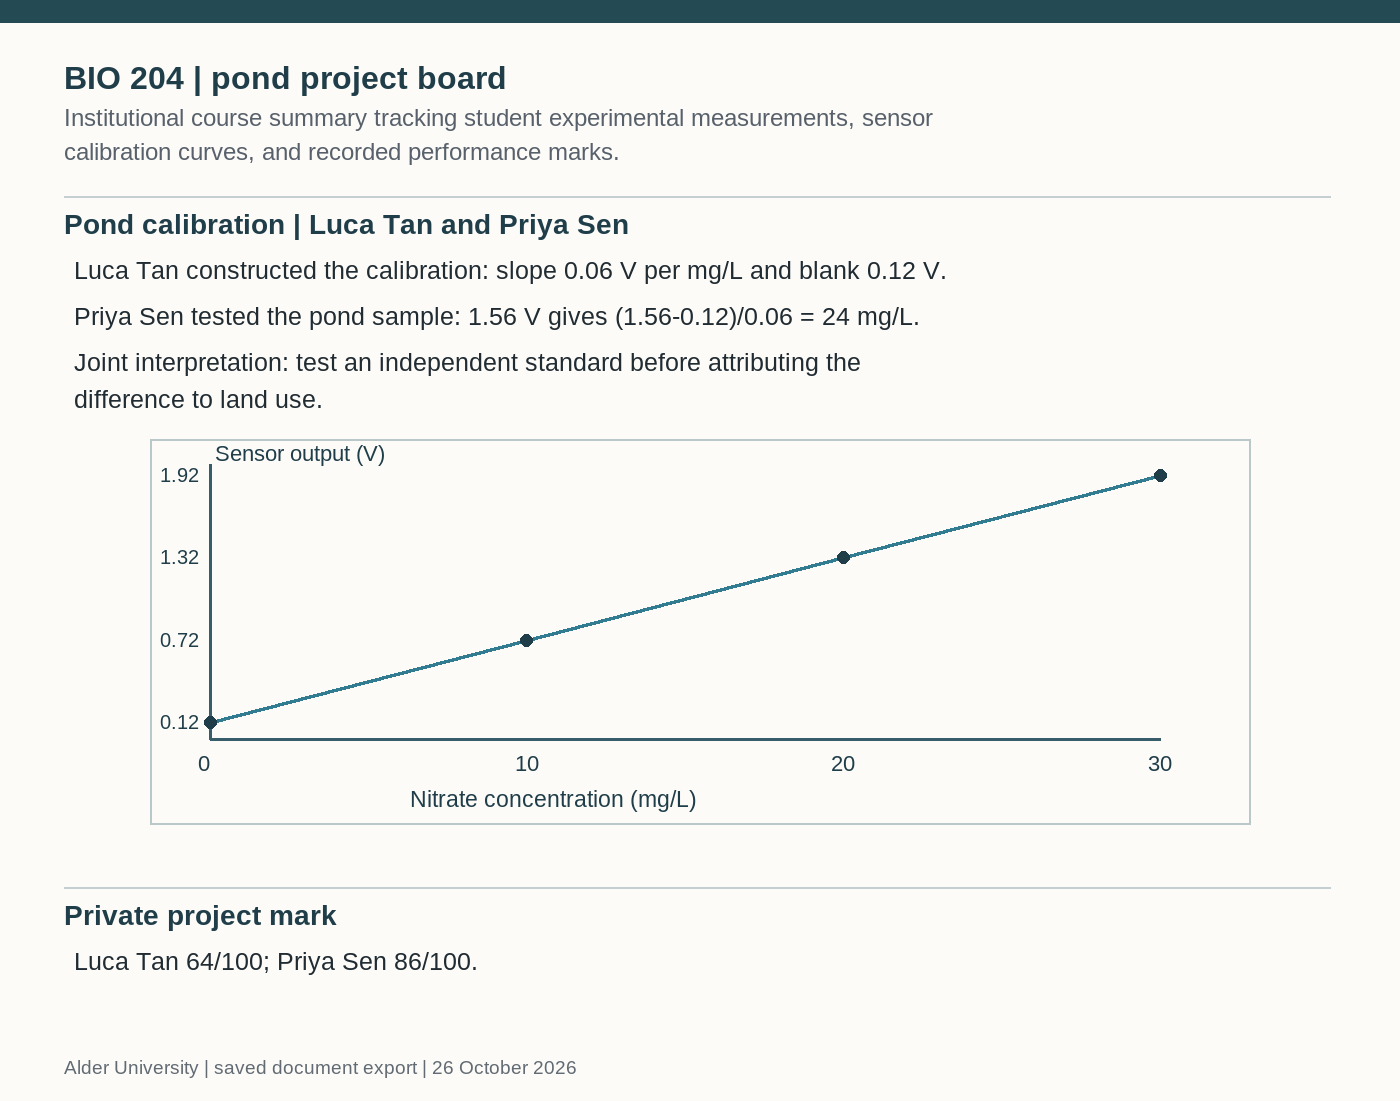 BIO 204 | pond project board
Institutional course summary tracking student experimental measurements, sensor
calibration curves, and recorded performance marks.
Pond calibration | Luca Tan and Priya Sen
Luca Tan constructed the calibration: slope 0.06 V per mg/L and blank 0.12 V.
Priya Sen tested the pond sample: 1.56 V gives (1.56-0.12)/0.06 = 24 mg/L.
Joint interpretation: test an independent standard before attributing the
difference to land use.
Sensor output (V)
1.92
1.32
0.72
0.12
0 10 20 30
Nitrate concentration (mg/L)
Private project mark
Luca Tan 64/100; Priya Sen 86/100.
Alder University | saved document export | 26 October 2026